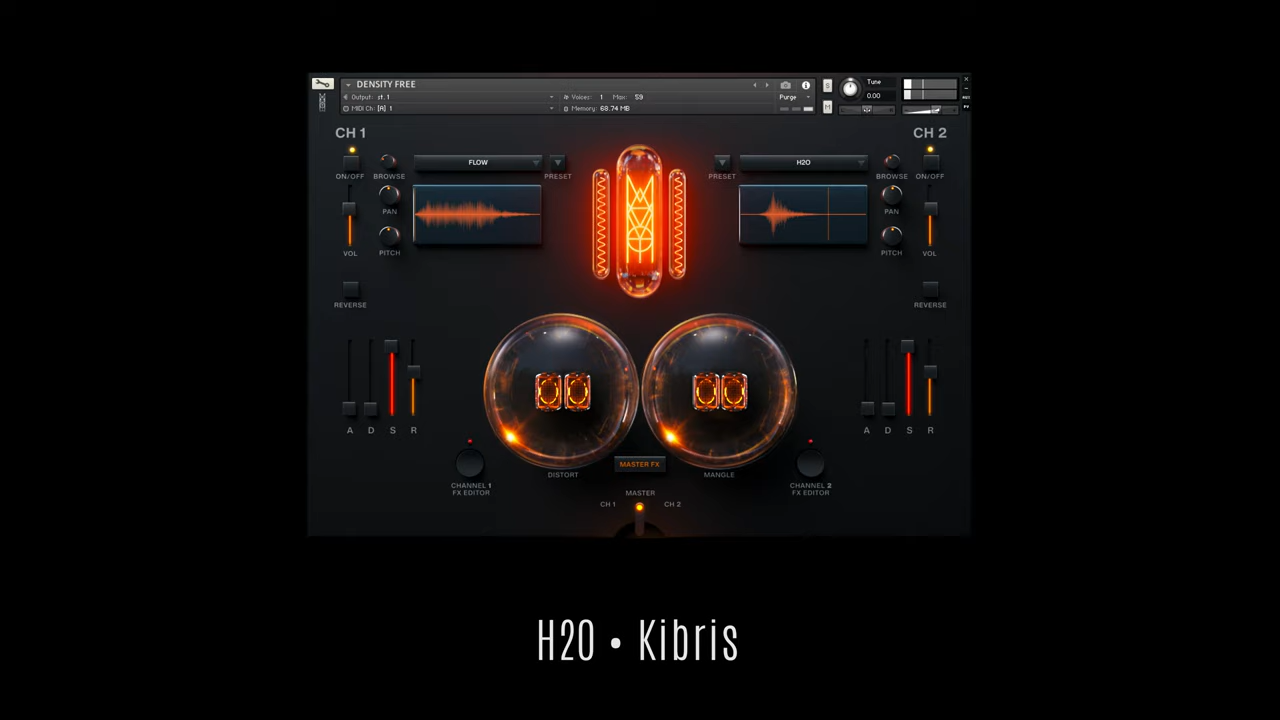 DENSITY FREE
Output: st.1
Voices: 1 Max: 59
Purge
MIDI Ch: [A] 1
Memory: 68.74 MB
S
M
Tune
0.00
CH 1
CH 2
ON/OFF
BROWSE
FLOW
PRESET
PRESET
H2O
BROWSE
ON/OFF
PAN
PAN
VOL
PITCH
PITCH
VOL
REVERSE
REVERSE
A D S R
A D S R
DISTORT
MASTER FX
MANGLE
CHANNEL 1
FX EDITOR
CHANNEL 2
FX EDITOR
MASTER
CH 1
CH 2
H2O • Kibris